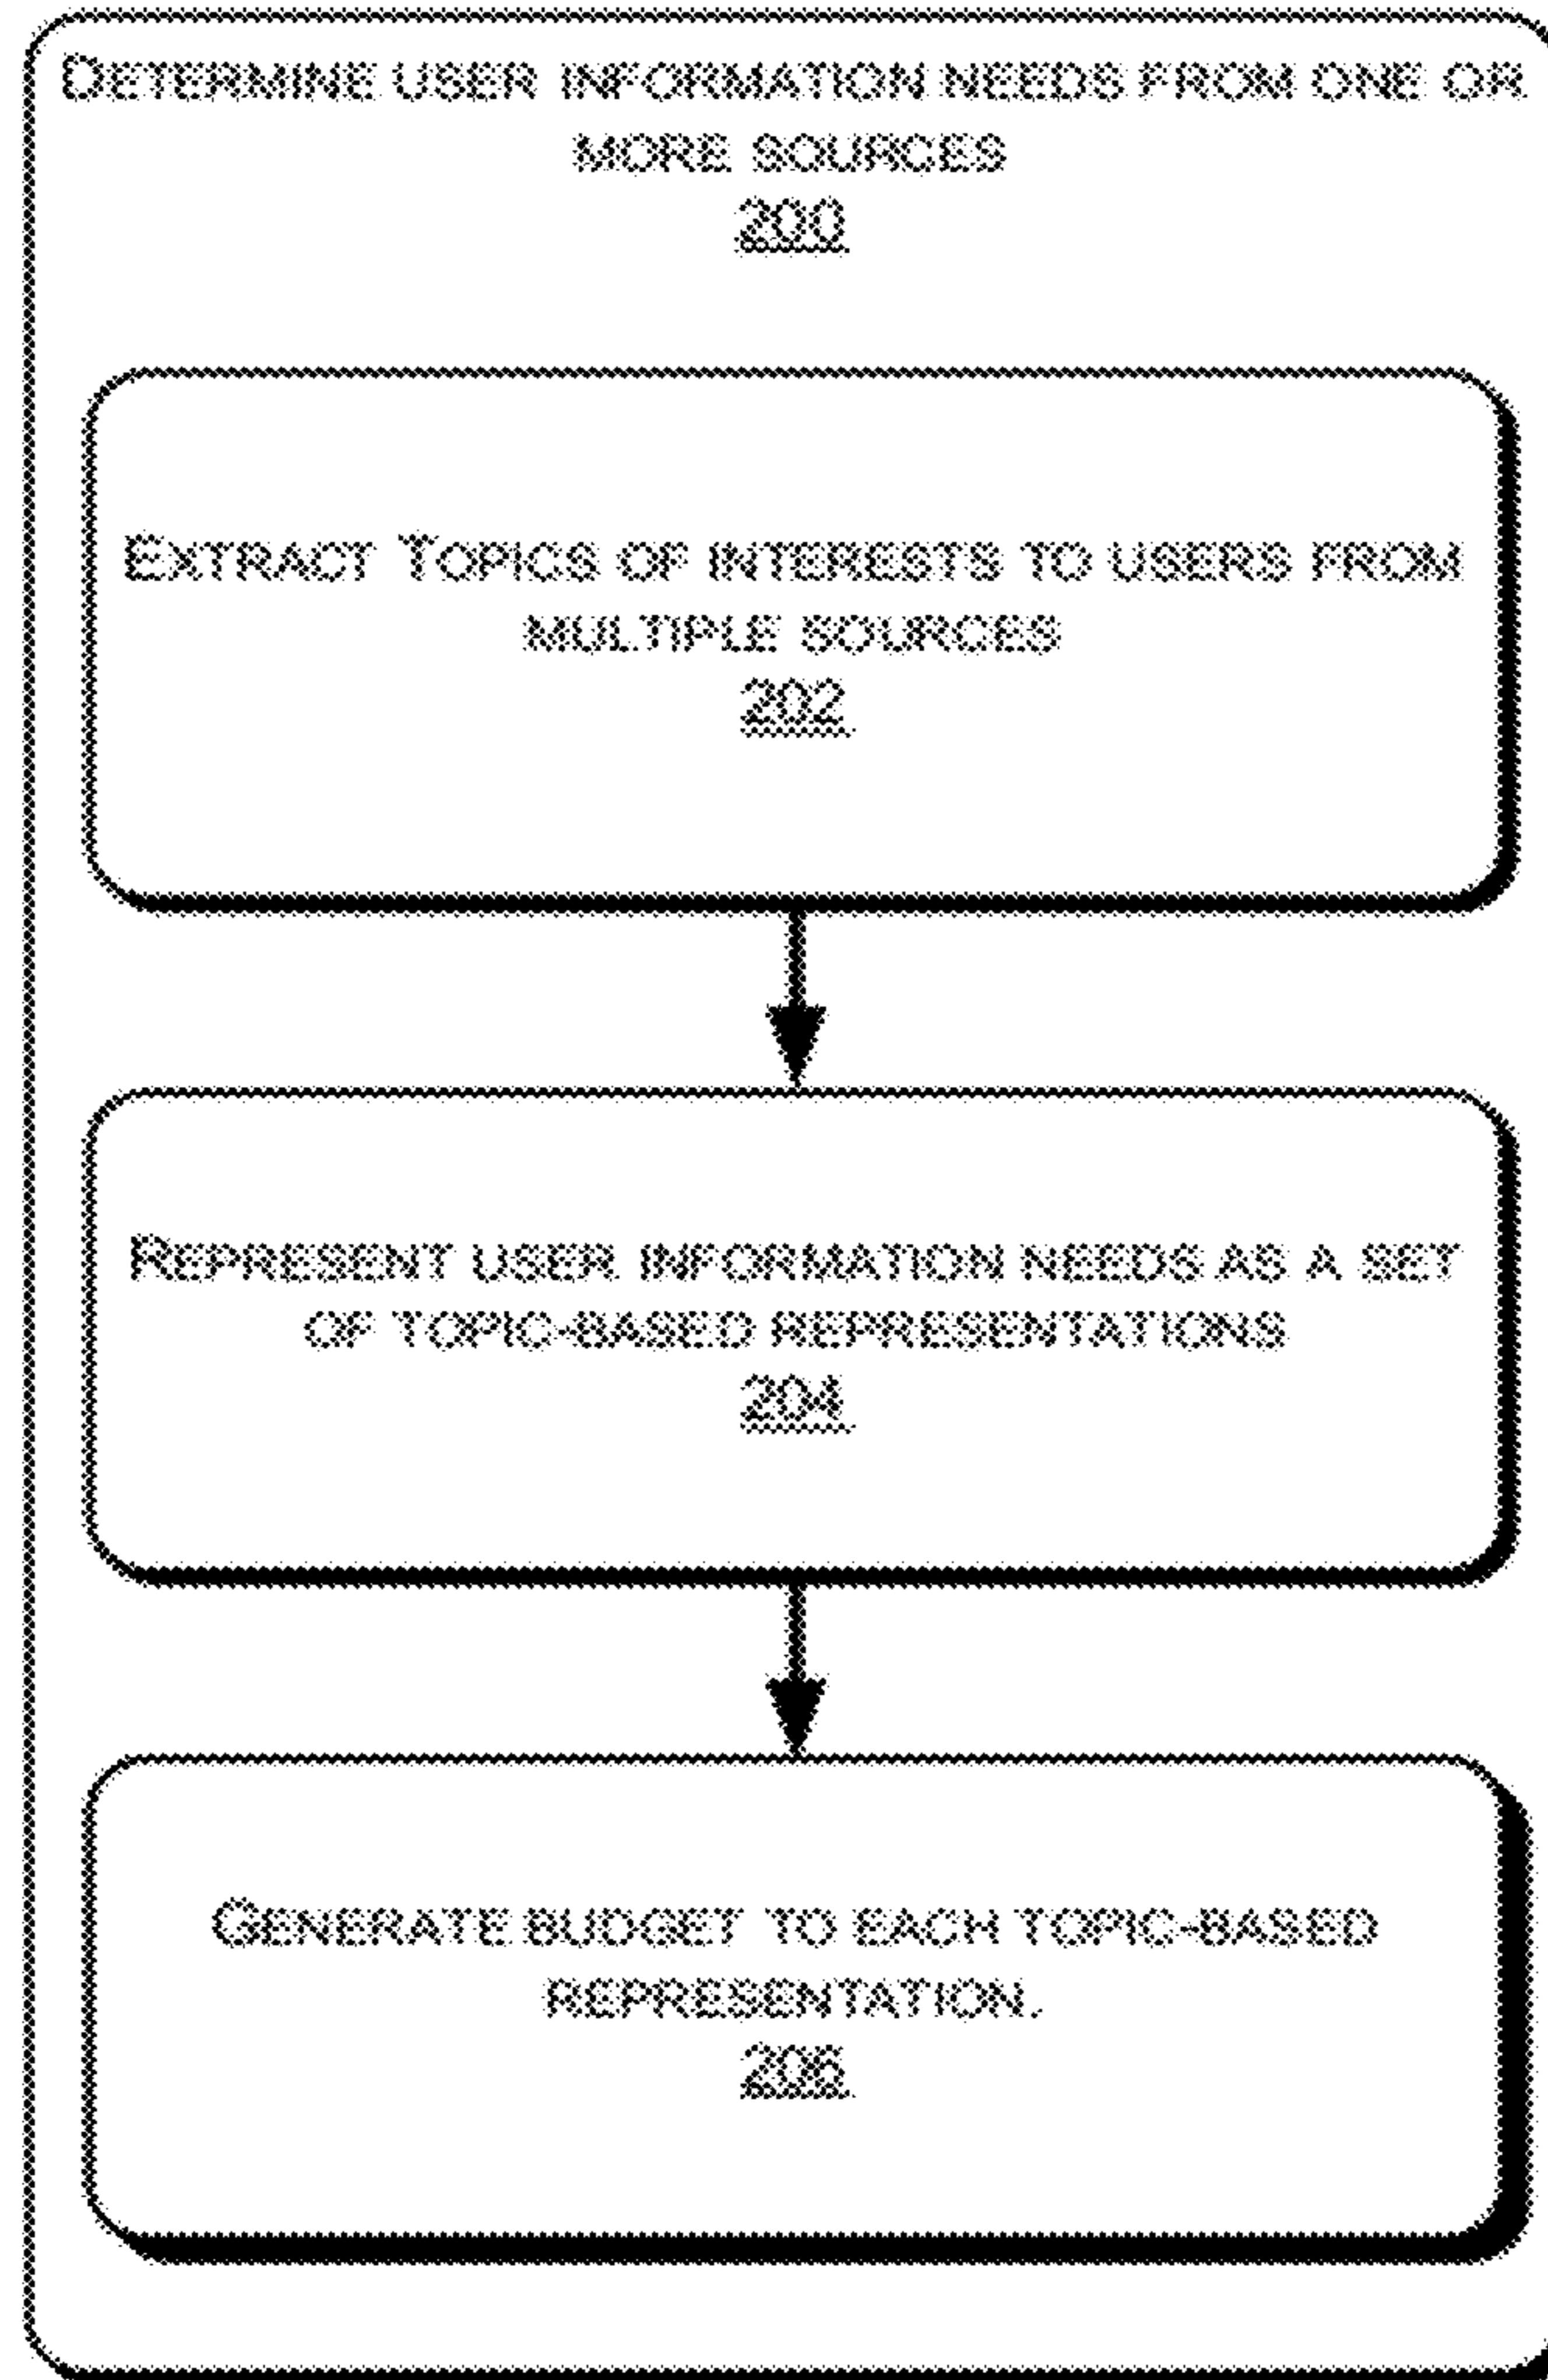 DETERMINE USER INFORMATION NEEDS FROM ONE OR
MORE SOURCES
200
EXTRACT TOPICS OF INTERESTS TO USERS FROM
MULTIPLE SOURCES
202
REPRESENT USER INFORMATION NEEDS AS A SET
OF TOPIC-BASED REPRESENTATIONS
204
GENERATE BUDGET TO EACH TOPIC-BASED
REPRESENTATION.
206